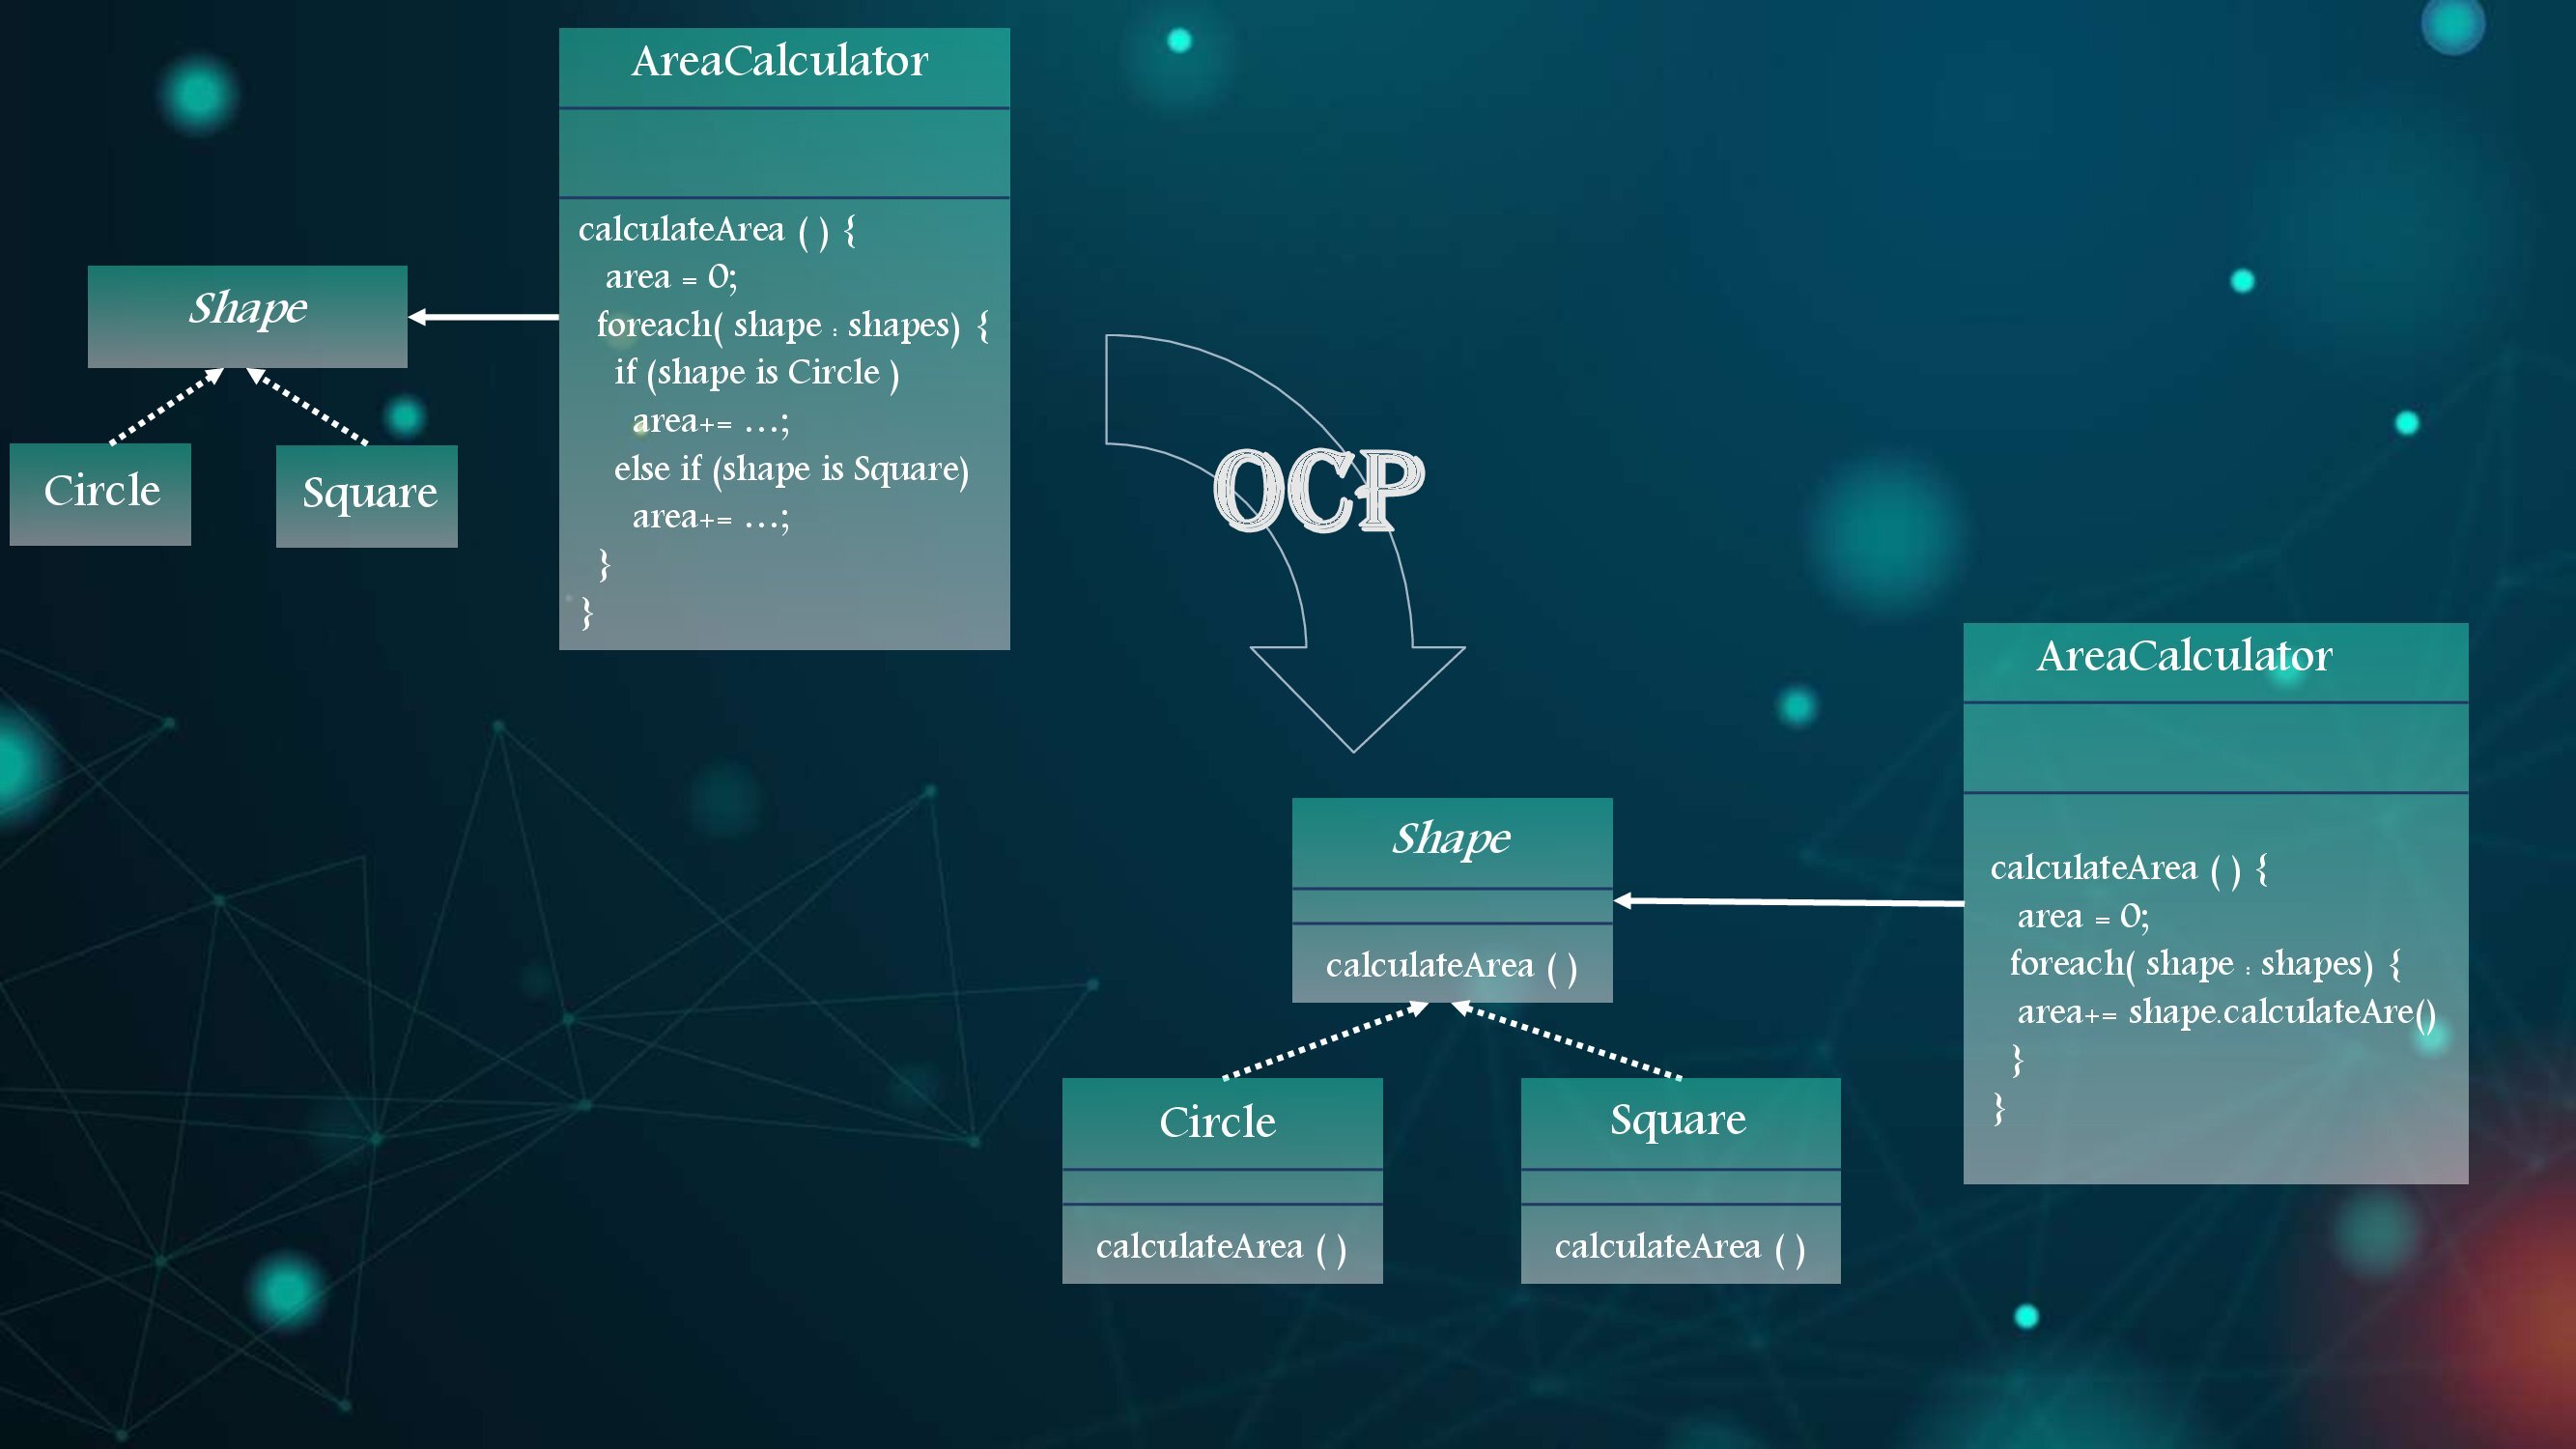 AreaCalculator
calculateArea ( ) {
area = 0;
foreach( shape : shapes) {
if (shape is Circle )
area+= ...;
else if (shape is Square)
area+= ...;
}
}
Shape
Circle
Square
OCP
AreaCalculator
calculateArea ( ) {
area = 0;
foreach( shape : shapes) {
area+= shape.calculateAre()
}
}
Shape
calculateArea ( )
Circle
calculateArea ( )
Square
calculateArea ( )